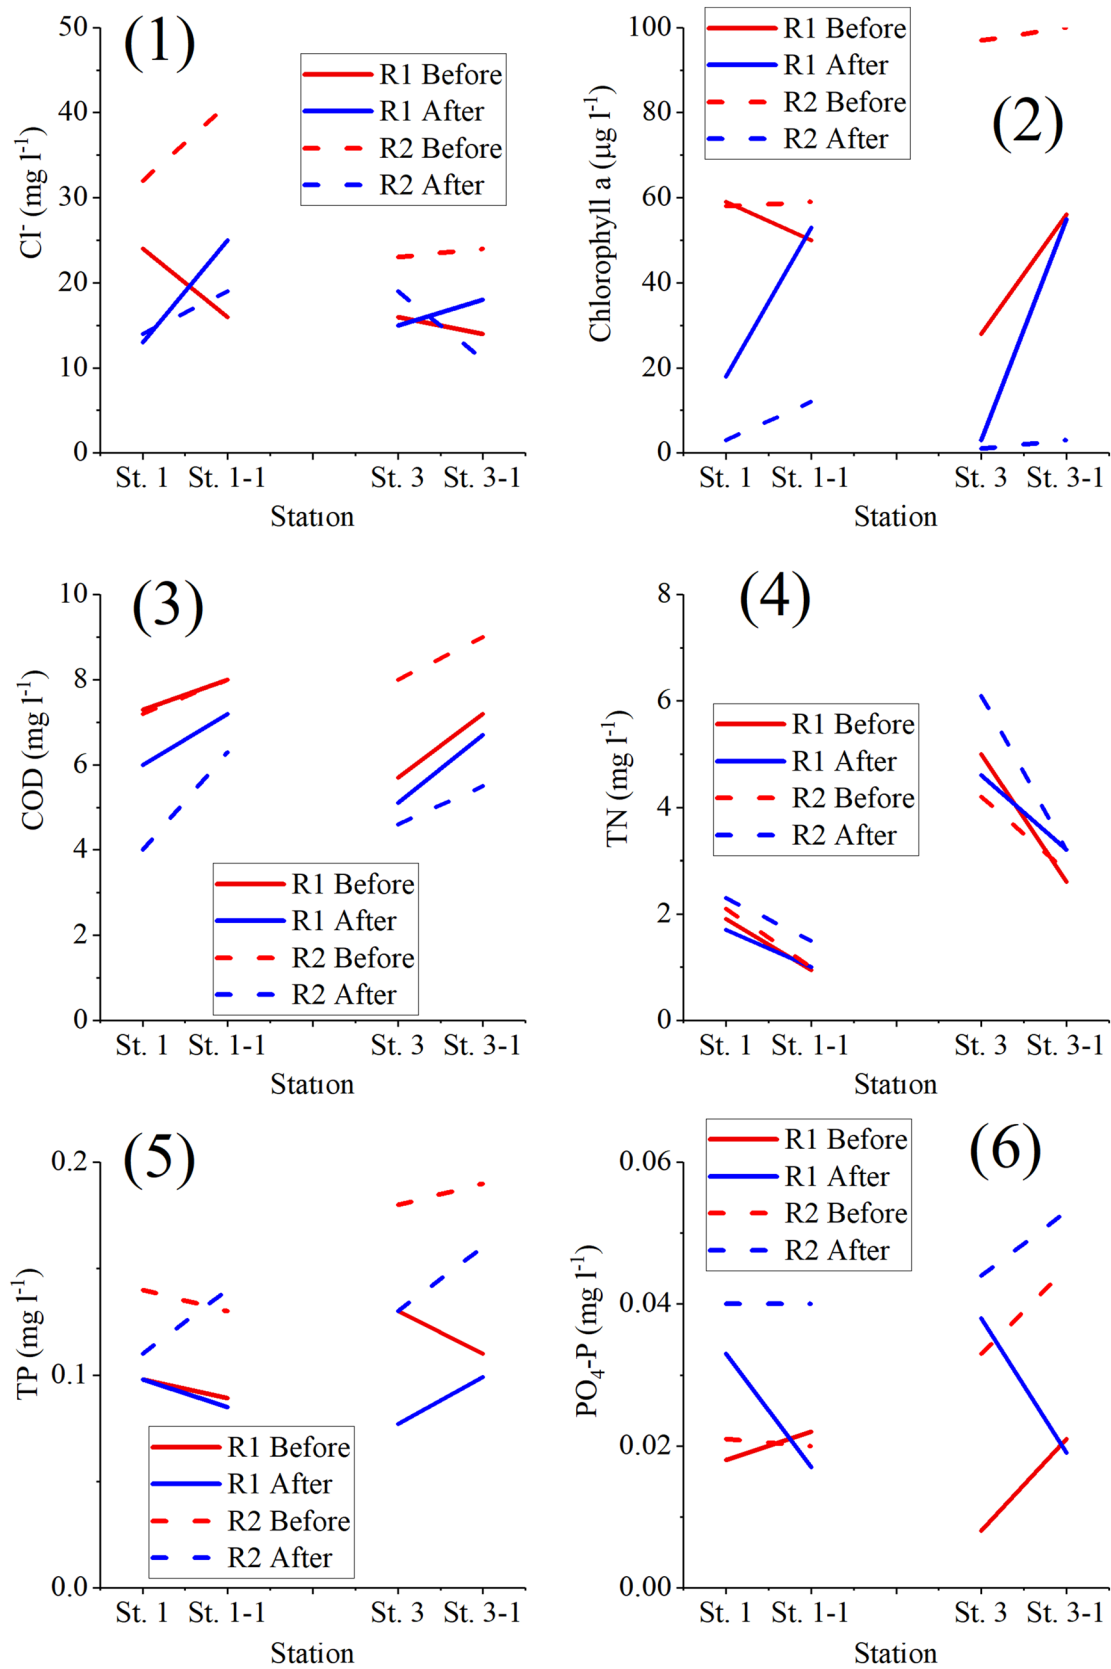 (1)
50
40
30
20
10
0
Cl⁻ (mg l⁻¹)
R1 Before
R1 After
R2 Before
R2 After
St. 1 St. 1-1 St. 3 St. 3-1
Station
(2)
100
80
60
40
20
0
Chlorophyll a (μg l⁻¹)
R1 Before
R1 After
R2 Before
R2 After
St. 1 St. 1-1 St. 3 St. 3-1
Station
(3)
10
8
6
4
2
0
COD (mg l⁻¹)
R1 Before
R1 After
R2 Before
R2 After
St. 1 St. 1-1 St. 3 St. 3-1
Station
(4)
8
6
4
2
0
TN (mg l⁻¹)
R1 Before
R1 After
R2 Before
R2 After
St. 1 St. 1-1 St. 3 St. 3-1
Station
(5)
0.2
0.1
0.0
TP (mg l⁻¹)
R1 Before
R1 After
R2 Before
R2 After
St. 1 St. 1-1 St. 3 St. 3-1
Station
(6)
0.06
0.04
0.02
0.00
PO₄-P (mg l⁻¹)
R1 Before
R1 After
R2 Before
R2 After
St. 1 St. 1-1 St. 3 St. 3-1
Station